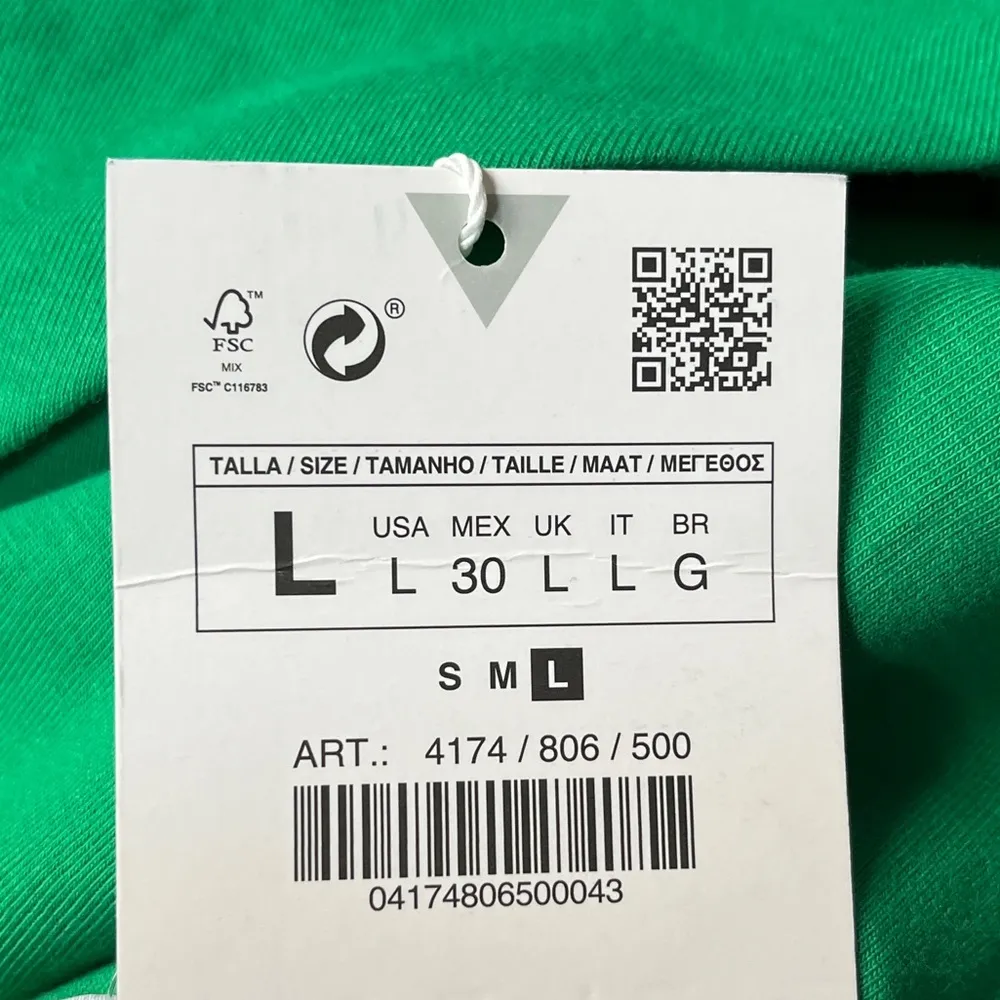 FSC™
MIX
FSC™ C116783
®
TALLA / SIZE / TAMANHO / TAILLE / MAAT / ΜΕΓΕΘΟΣ
L
USA MEX UK IT BR
L 30 L L G
S M L
ART.: 4174 / 806 / 500
04174806500043